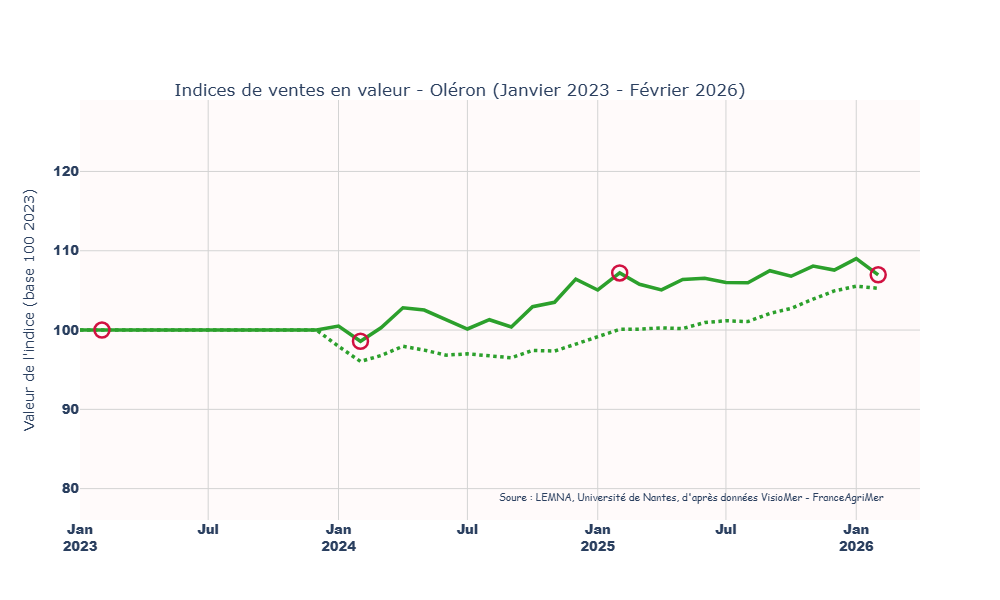 Indices de ventes en valeur - Oléron (Janvier 2023 - Février 2026)
Valeur de l'Indice (base 100 2023)
120
110
100
90
80
Soure : LEMNA, Université de Nantes, d'après données VisioMer - FranceAgriMer
Jan Jul Jan Jul Jan Jul Jan
2023 2024 2025 2026